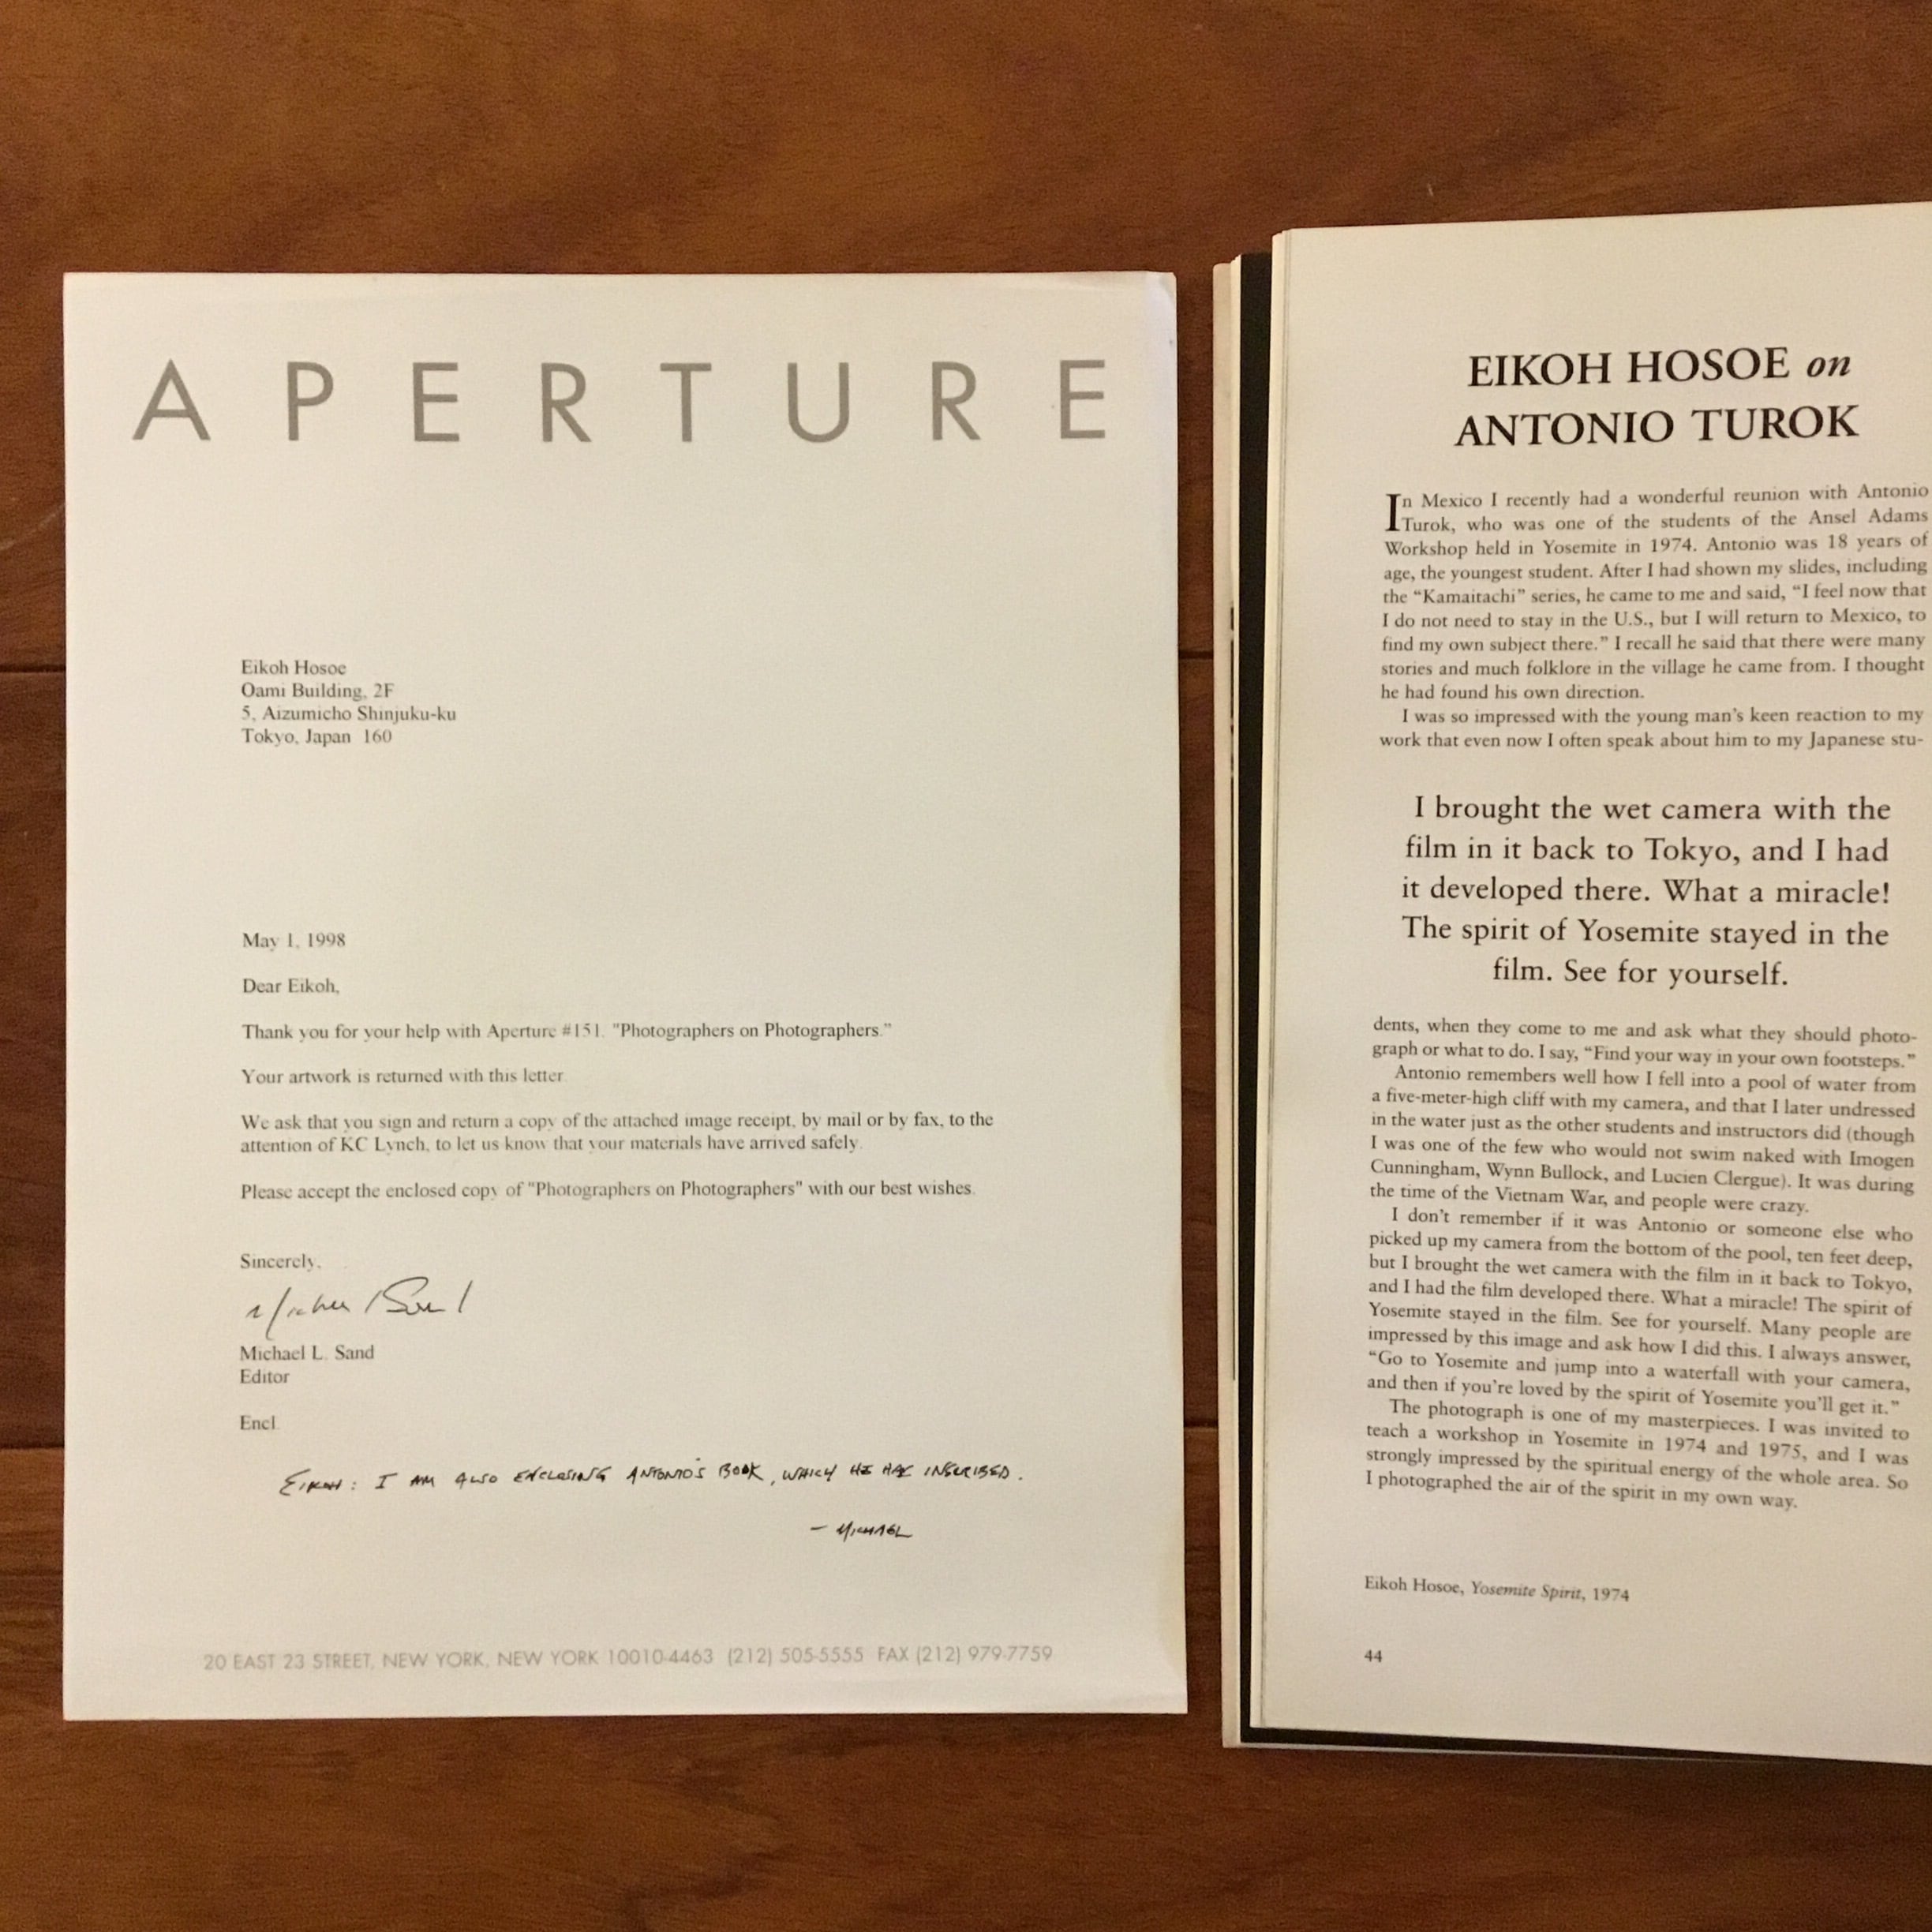 APERTURE
Eikoh Hosoe
Oami Building, 2F
5, Aizumicho Shinjuku-ku
Tokyo, Japan 160
May 1, 1998
Dear Eikoh,
Thank you for your help with Aperture #151. "Photographers on Photographers."
Your artwork is returned with this letter.
We ask that you sign and return a copy of the attached image receipt, by mail or by fax, to the
attention of KC Lynch, to let us know that your materials have arrived safely.
Please accept the enclosed copy of "Photographers on Photographers" with our best wishes.
Sincerely,
Michael Sand
Michael L. Sand
Editor
Encl.
EIKOH: I AM ALSO ENCLOSING ANTONIO'S BOOK, WHICH HE HAS INSCRIBED.
– MICHAEL
20 EAST 23 STREET, NEW YORK, NEW YORK 10010-4463 (212) 505-5555 FAX (212) 979-7759
EIKOH HOSOE on
ANTONIO TUROK
In Mexico I recently had a wonderful reunion with Antonio
Turok, who was one of the students of the Ansel Adams
Workshop held in Yosemite in 1974. Antonio was 18 years of
age, the youngest student. After I had shown my slides, including
the “Kamaitachi” series, he came to me and said, “I feel now that
I do not need to stay in the U.S., but I will return to Mexico, to
find my own subject there.” I recall he said that there were many
stories and much folklore in the village he came from. I thought
he had found his own direction.
I was so impressed with the young man’s keen reaction to my
work that even now I often speak about him to my Japanese stu-
I brought the wet camera with the
film in it back to Tokyo, and I had
it developed there. What a miracle!
The spirit of Yosemite stayed in the
film. See for yourself.
dents, when they come to me and ask what they should photo-
graph or what to do. I say, “Find your way in your own footsteps.”
Antonio remembers well how I fell into a pool of water from
a five-meter-high cliff with my camera, and that I later undressed
in the water just as the other students and instructors did (though
I was one of the few who would not swim naked with Imogen
Cunningham, Wynn Bullock, and Lucien Clergue). It was during
the time of the Vietnam War, and people were crazy.
I don’t remember if it was Antonio or someone else who
picked up my camera from the bottom of the pool, ten feet deep,
but I brought the wet camera with the film in it back to Tokyo,
and I had the film developed there. What a miracle! The spirit of
Yosemite stayed in the film. See for yourself. Many people are
impressed by this image and ask how I did this. I always answer,
“Go to Yosemite and jump into a waterfall with your camera,
and then if you’re loved by the spirit of Yosemite you’ll get it.”
The photograph is one of my masterpieces. I was invited to
teach a workshop in Yosemite in 1974 and 1975, and I was
strongly impressed by the spiritual energy of the whole area. So
I photographed the air of the spirit in my own way.
Eikoh Hosoe, Yosemite Spirit, 1974
44